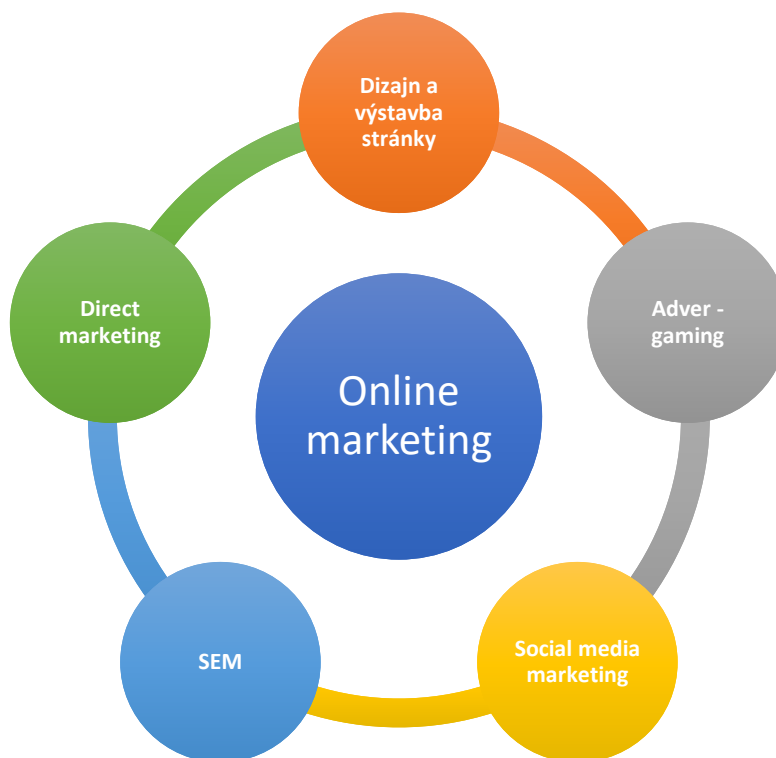 Dizajn a
výstavba
stránky
Direct
marketing
Adver -
gaming
Online
marketing
SEM
Social media
marketing